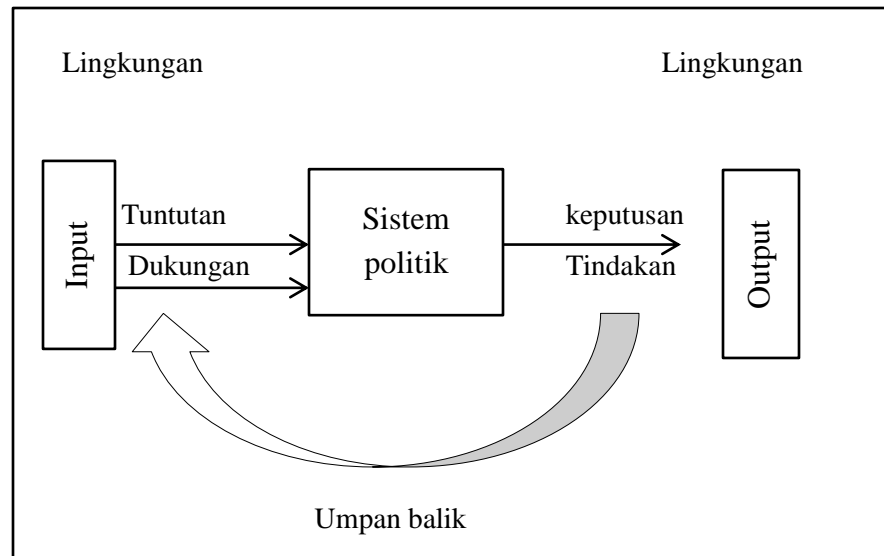 Lingkungan
Lingkungan
Input
Tuntutan
Dukungan
Sistem
politik
keputusan
Tindakan
Output
Umpan balik